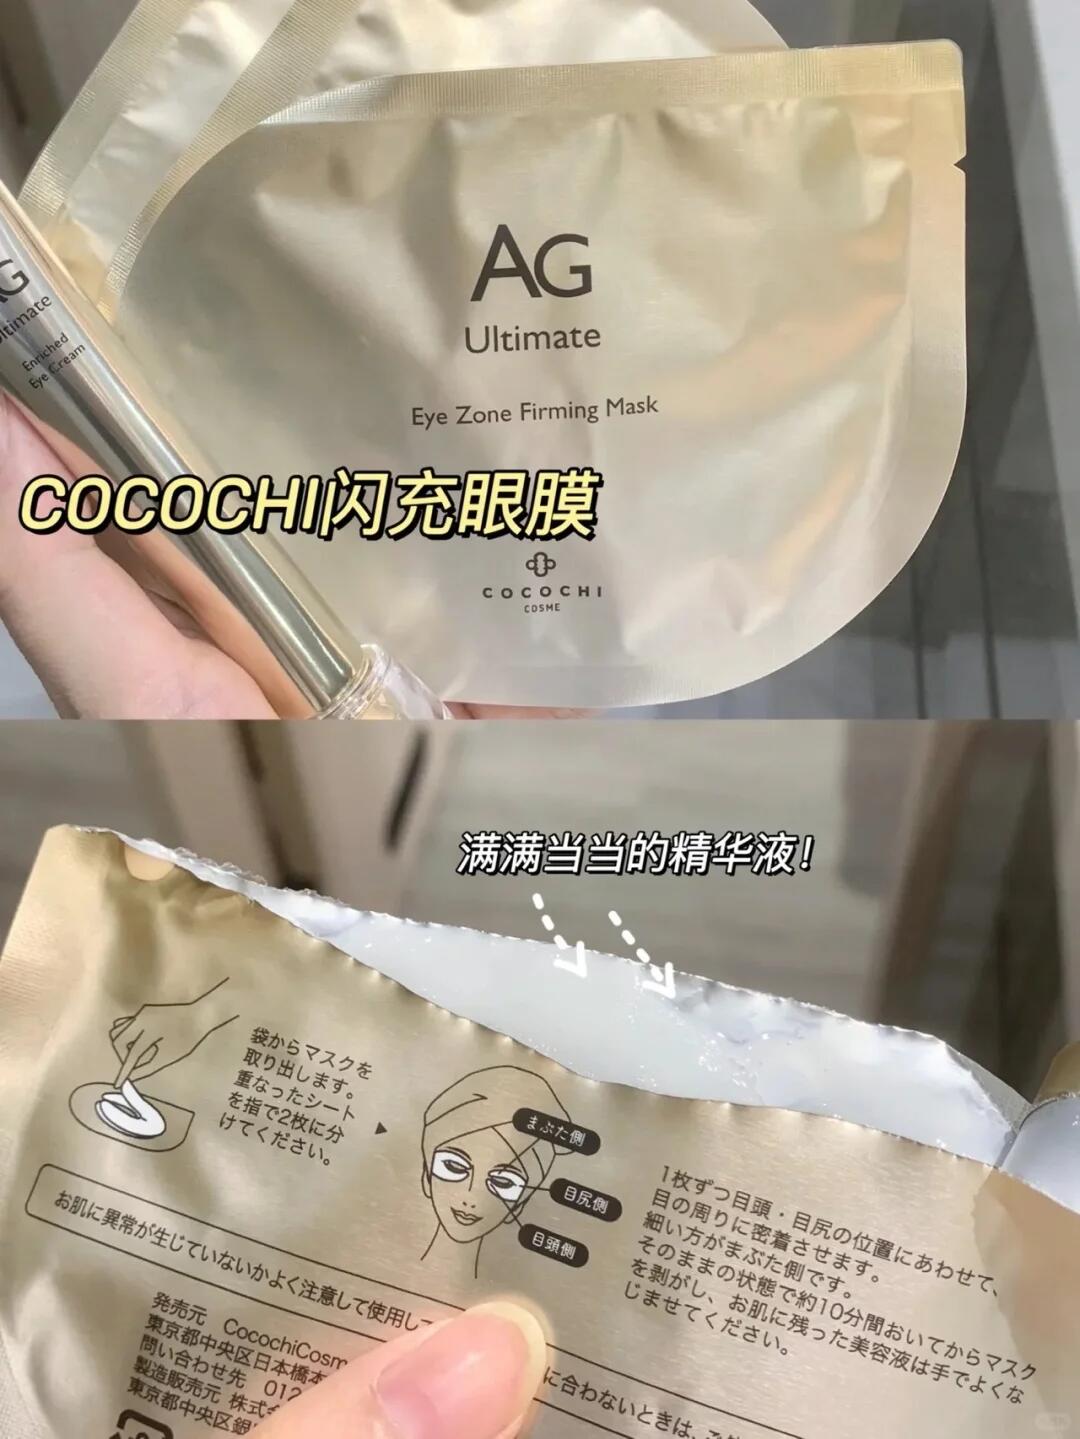 AG
Ultimate
Eye Zone Firming Mask
AG
Ultimate
Enriched
Eye Cream
COCOCHI闪充眼膜
COCOCHI
COSME
满满当当的精华液!
袋からマスクを
取り出します。
重なったシート
を指で2枚に分
けてください。
まぶた側
目尻側
目頭側
1枚ずつ目頭・目尻の位置にあわせて、
目の周りに密着させます。
細い方がまぶた側です。
そのままの状態で約10分間おいてからマスク
を剥がし、お肌に残った美容液は手でよくな
じませてください。
お肌に異常が生じていないかよく注意して使用して
に合わないときは、
発売元 CocochiCosm
東京都中央区日本橋本
問い合わせ先 012
製造販売元 株式
東京都中央区銀